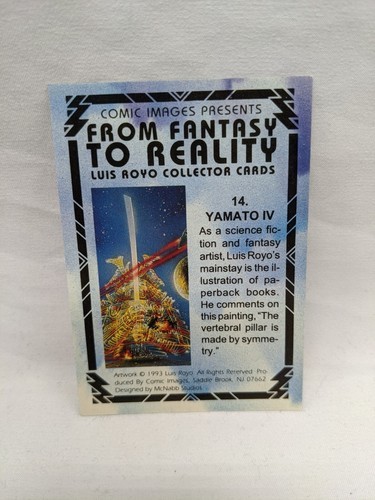 COMIC IMAGES PRESENTS
FROM FANTASY
TO REALITY
LUIS ROYO COLLECTOR CARDS
14.
YAMATO IV
As a science fic-
tion and fantasy
artist, Luis Royo's
mainstay is the il-
lustration of pa-
perback books.
He comments on
this painting, "The
vertebral pillar is
made by symme-
try."
Artwork © 1993 Luis Royo. All Rights Reserved. Pro-
duced By Comic Images, Saddle Brook, NJ 07662
Designed by McNabb Studios.